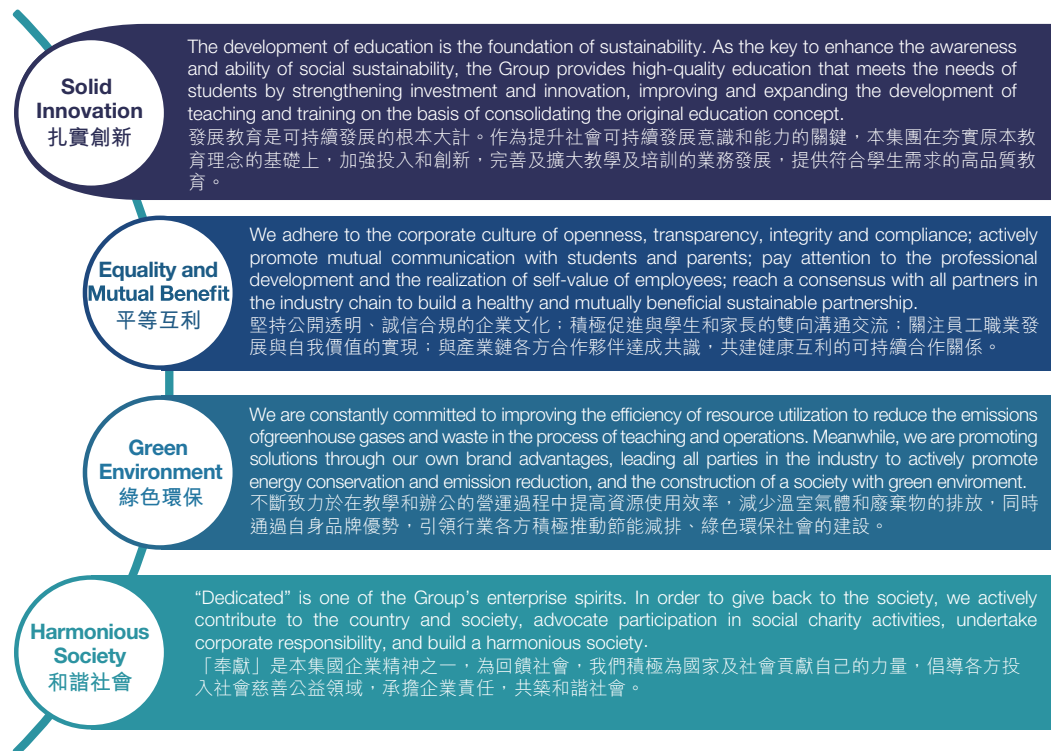 Solid
Innovation
扎實創新
The development of education is the foundation of sustainability. As the key to enhance the awareness
and ability of social sustainability, the Group provides high-quality education that meets the needs of
students by strengthening investment and innovation, improving and expanding the development of
teaching and training on the basis of consolidating the original education concept.
發展教育是可持續發展的根本大計。作為提升社會可持續發展意識和能力的關鍵，本集團在夯實原本教
育理念的基礎上，加強投入和創新，完善及擴大教學及培訓的業務發展，提供符合學生需求的高品質教
育。
Equality and
Mutual Benefit
平等互利
We adhere to the corporate culture of openness, transparency, integrity and compliance; actively
promote mutual communication with students and parents; pay attention to the professional
development and the realization of self-value of employees; reach a consensus with all partners in
the industry chain to build a healthy and mutually beneficial sustainable partnership.
堅持公開透明、誠信合規的企業文化；積極促進與學生和家長的雙向溝通交流；關注員工職業發
展與自我價值的實現；與產業鏈各方合作夥伴達成共識，共建健康互利的可持續合作關係。
Green
Environment
綠色環保
We are constantly committed to improving the efficiency of resource utilization to reduce the emissions
ofgreenhouse gases and waste in the process of teaching and operations. Meanwhile, we are promoting
solutions through our own brand advantages, leading all parties in the industry to actively promote
energy conservation and emission reduction, and the construction of a society with green enviroment.
不斷致力於在教學和辦公的營運過程中提高資源使用效率，減少溫室氣體和廢棄物的排放，同時
通過自身品牌優勢，引領行業各方積極推動節能減排、綠色環保社會的建設。
Harmonious
Society
和諧社會
“Dedicated” is one of the Group’s enterprise spirits. In order to give back to the society, we actively
contribute to the country and society, advocate participation in social charity activities, undertake
corporate responsibility, and build a harmonious society.
「奉獻」是本集團企業精神之一，為回饋社會，我們積極為國家及社會貢獻自己的力量，倡導各方投
入社會慈善公益領域，承擔企業責任，共築和諧社會。